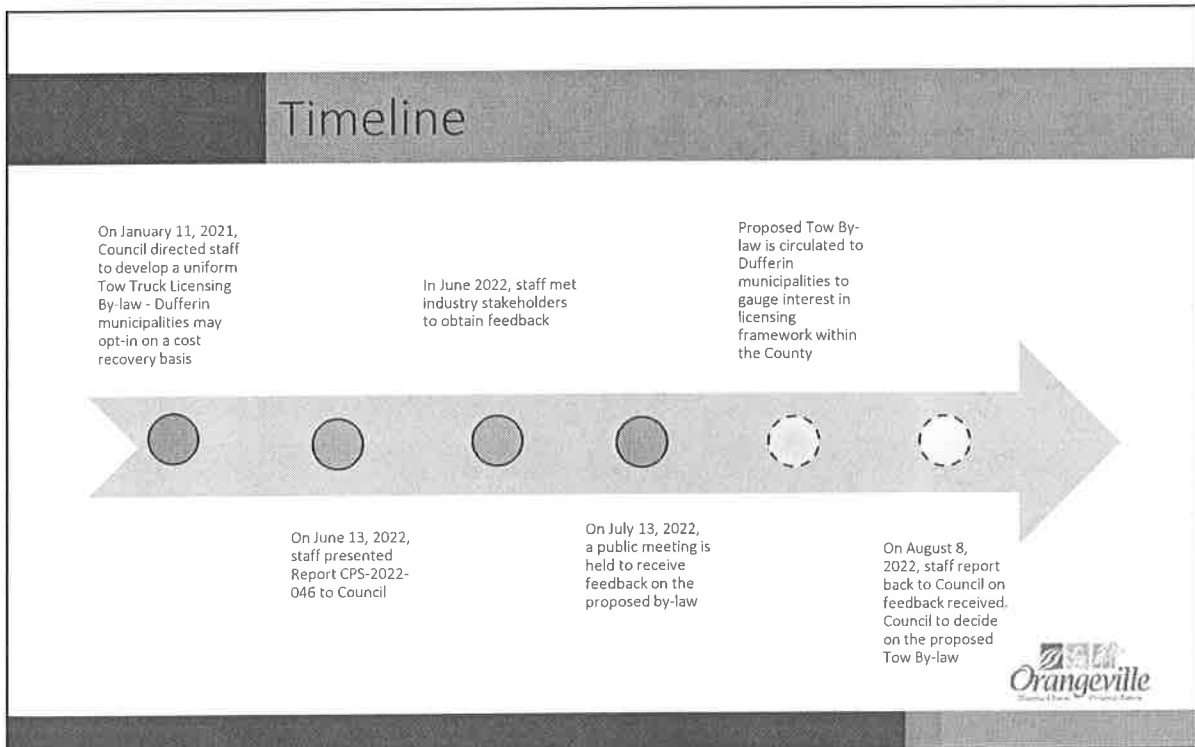 Timeline
On January 11, 2021,
Council directed staff
to develop a uniform
Tow Truck Licensing
By-law - Dufferin
municipalities may
opt-in on a cost
recovery basis
On June 13, 2022,
staff presented
Report CPS-2022-
046 to Council
In June 2022, staff met
industry stakeholders
to obtain feedback
On July 13, 2022,
a public meeting is
held to receive
feedback on the
proposed by-law
Proposed Tow By-
law is circulated to
Dufferin
municipalities to
gauge interest in
licensing
framework within
the County
On August 8,
2022, staff report
back to Council on
feedback received.
Council to decide
on the proposed
Tow By-law
Orangeville